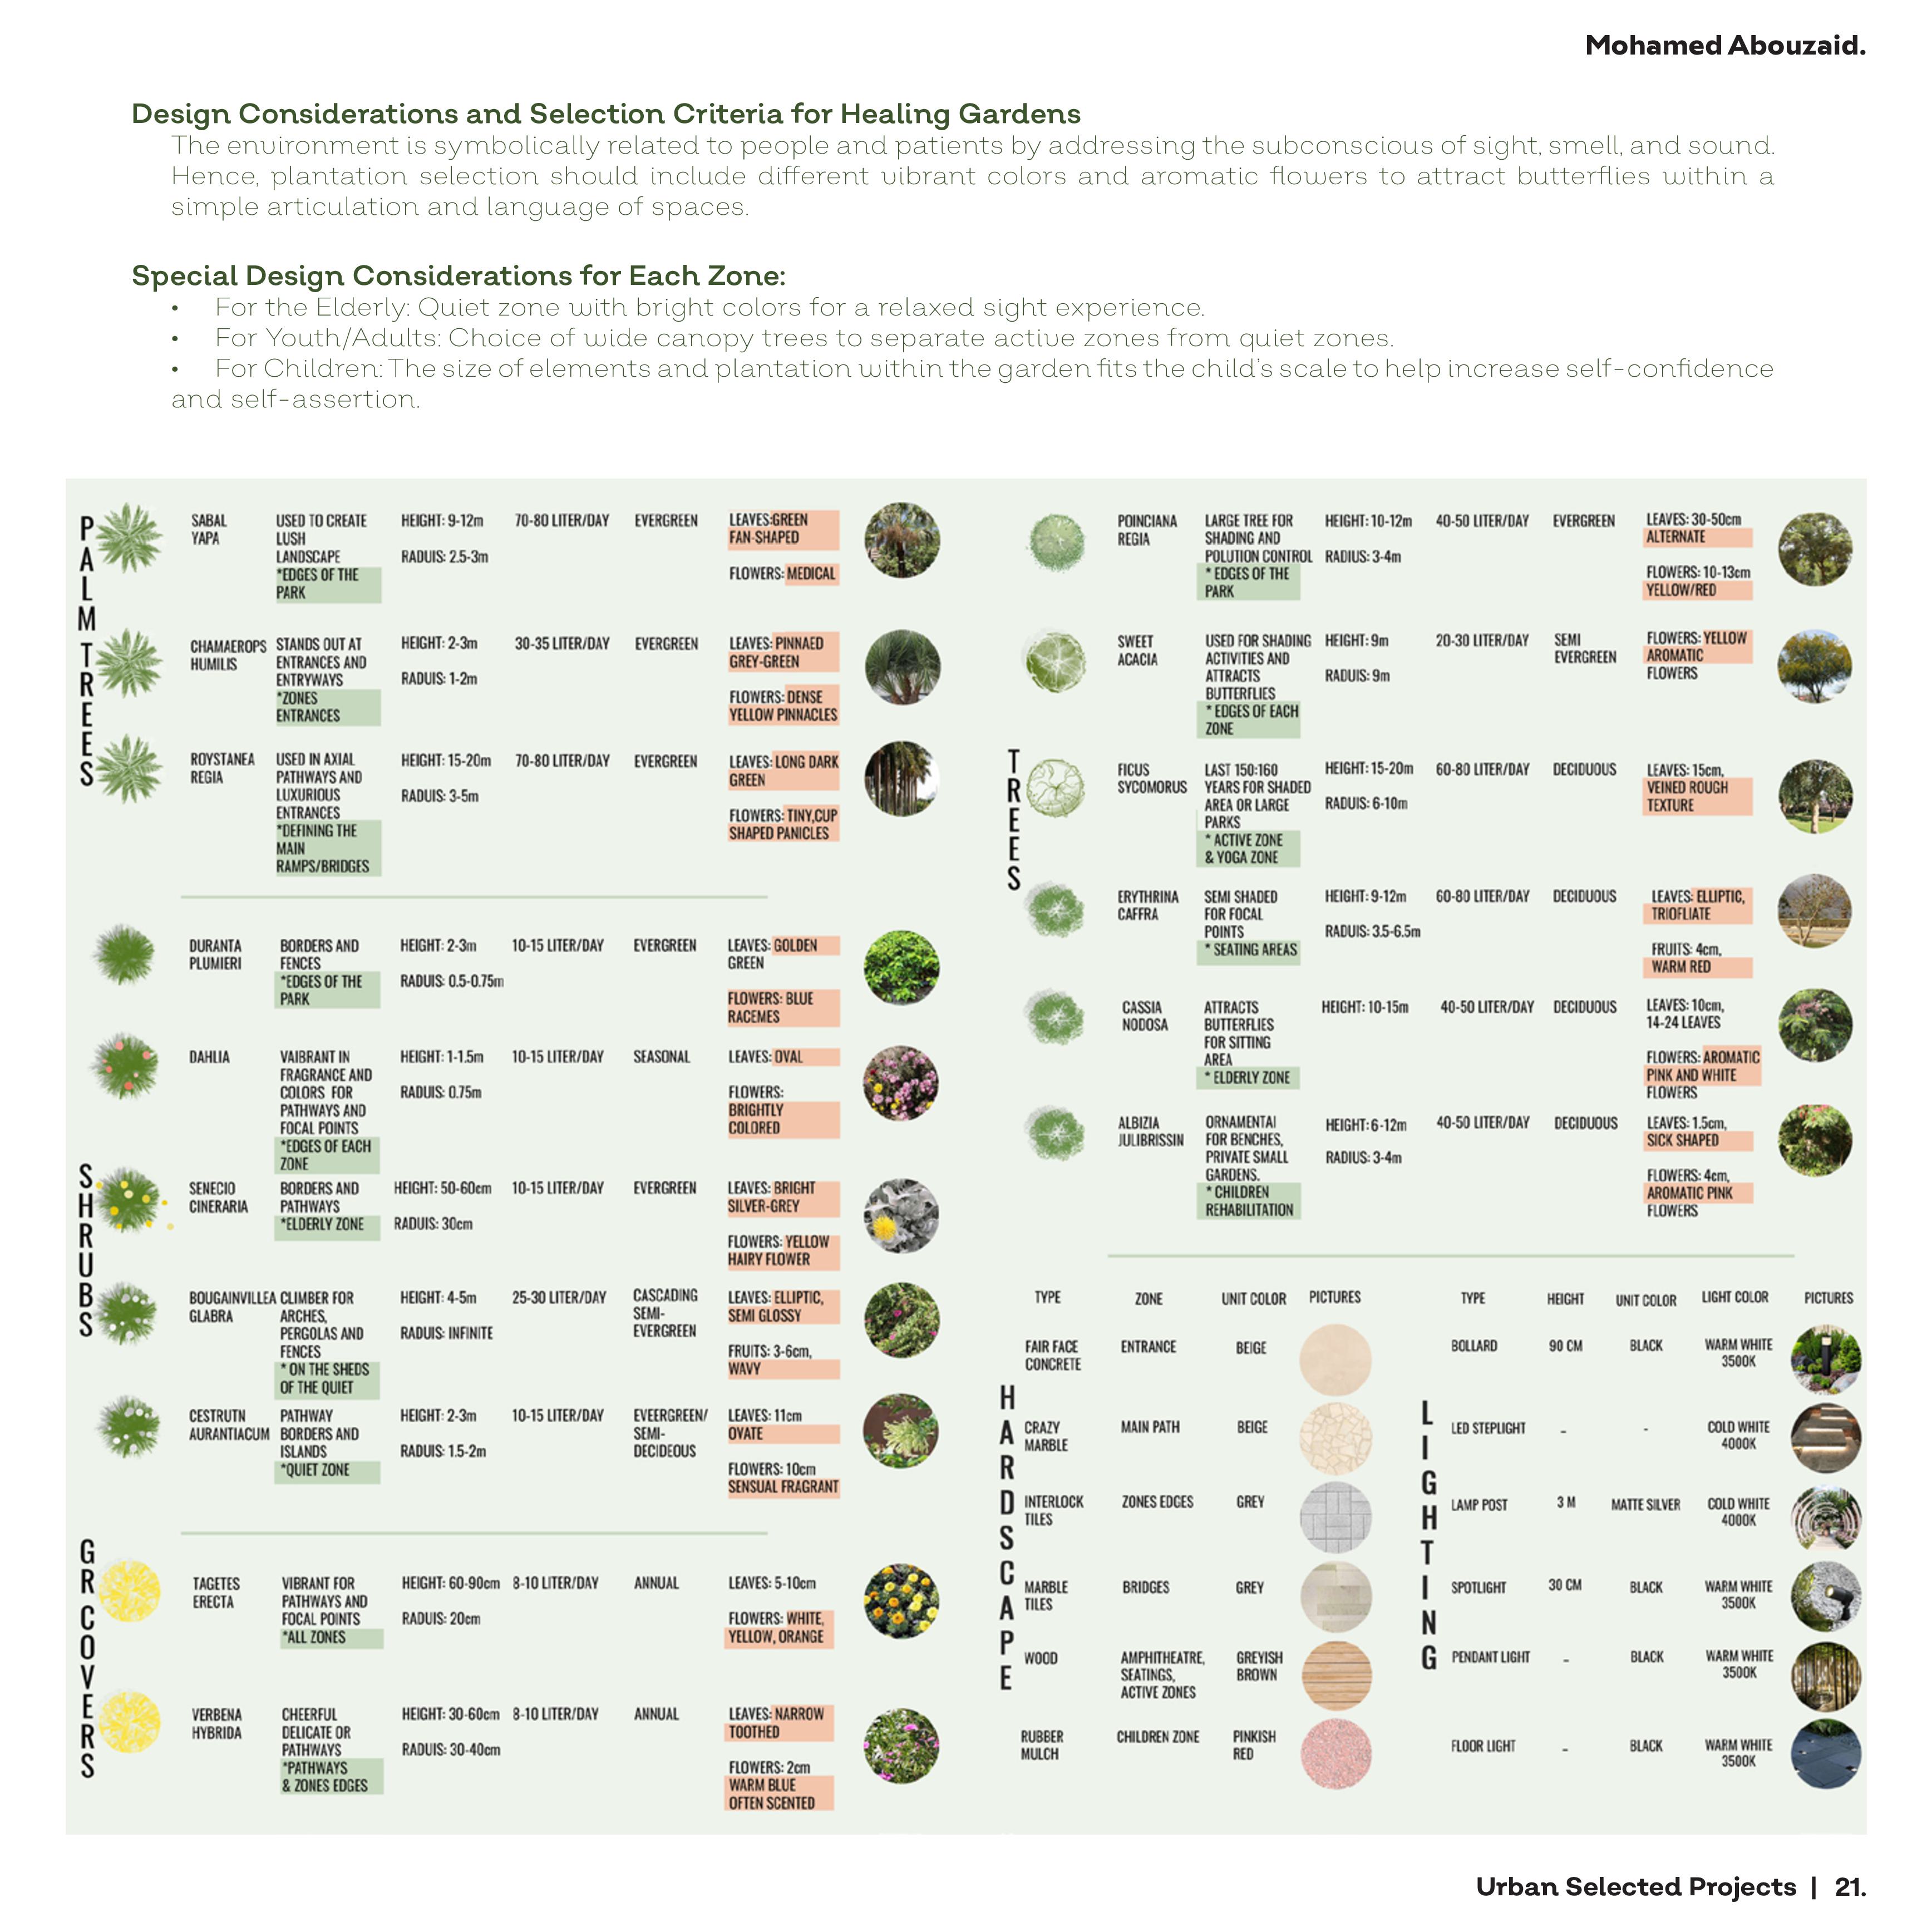 Mohamed Abouzaid.
Design Considerations and Selection Criteria for Healing Gardens
The environment is symbolically related to people and patients by addressing the subconscious of sight, smell, and sound.
Hence, plantation selection should include different vibrant colors and aromatic flowers to attract butterflies within a
simple articulation and language of spaces.
Special Design Considerations for Each Zone:
• For the Elderly: Quiet zone with bright colors for a relaxed sight experience.
• For Youth/Adults: Choice of wide canopy trees to separate active zones from quiet zones.
• For Children: The size of elements and plantation within the garden fits the child's scale to help increase self-confidence
and self-assertion.
PALM TREES
SABAL
YAPA
USED TO CREATE
LUSH
LANDSCAPE
*EDGES OF THE
PARK
HEIGHT: 9-12m
RADUIS: 2.5-3m
70-80 LITER/DAY
EVERGREEN
LEAVES:GREEN
FAN-SHAPED
FLOWERS: MEDICAL
CHAMAEROPS
HUMILIS
STANDS OUT AT
ENTRANCES AND
ENTRYWAYS
*ZONES
ENTRANCES
HEIGHT: 2-3m
RADUIS: 1-2m
30-35 LITER/DAY
EVERGREEN
LEAVES: PINNAED
GREY-GREEN
FLOWERS: DENSE
YELLOW PINNACLES
ROYSTANEA
REGIA
USED IN AXIAL
PATHWAYS AND
LUXURIOUS
ENTRANCES
*DEFINING THE
MAIN
RAMPS/BRIDGES
HEIGHT: 15-20m
RADUIS: 3-5m
70-80 LITER/DAY
EVERGREEN
LEAVES: LONG DARK
GREEN
FLOWERS: TINY,CUP
SHAPED PANICLES
SHRUBS
DURANTA
PLUMIERI
BORDERS AND
FENCES
*EDGES OF THE
PARK
HEIGHT: 2-3m
RADUIS: 0.5-0.75m
10-15 LITER/DAY
EVERGREEN
LEAVES: GOLDEN
GREEN
FLOWERS: BLUE
RACEMES
DAHLIA
VAIBRANT IN
FRAGRANCE AND
COLORS FOR
PATHWAYS AND
FOCAL POINTS
*EDGES OF EACH
ZONE
HEIGHT: 1-1.5m
RADUIS: 0.75m
10-15 LITER/DAY
SEASONAL
LEAVES: OVAL
FLOWERS:
BRIGHTLY
COLORED
SENECIO
CINERARIA
BORDERS AND
PATHWAYS
*ELDERLY ZONE
HEIGHT: 50-60cm
RADUIS: 30cm
10-15 LITER/DAY
EVERGREEN
LEAVES: BRIGHT
SILVER-GREY
FLOWERS: YELLOW
HAIRY FLOWER
BOUGAINVILLEA
GLABRA
CLIMBER FOR
ARCHES,
PERGOLAS AND
FENCES
* ON THE SHEDS
OF THE QUIET
HEIGHT: 4-5m
RADUIS: INFINITE
25-30 LITER/DAY
CASCADING
SEMI-
EVERGREEN
LEAVES: ELLIPTIC,
SEMI GLOSSY
FRUITS: 3-6cm,
WAVY
CESTRUTN
AURANTIACUM
PATHWAY
BORDERS AND
ISLANDS
*QUIET ZONE
HEIGHT: 2-3m
RADUIS: 1.5-2m
10-15 LITER/DAY
EVEERGREEN/
SEMI-
DECIDEOUS
LEAVES: 11cm
OVATE
FLOWERS: 10cm
SENSUAL FRAGRANT
GR COVERS
TAGETES
ERECTA
VIBRANT FOR
PATHWAYS AND
FOCAL POINTS
*ALL ZONES
HEIGHT: 60-90cm
RADUIS: 20cm
8-10 LITER/DAY
ANNUAL
LEAVES: 5-10cm
FLOWERS: WHITE,
YELLOW, ORANGE
VERBENA
HYBRIDA
CHEERFUL
DELICATE OR
PATHWAYS
*PATHWAYS
& ZONES EDGES
HEIGHT: 30-60cm
RADUIS: 30-40cm
8-10 LITER/DAY
ANNUAL
LEAVES: NARROW
TOOTHED
FLOWERS: 2cm
WARM BLUE
OFTEN SCENTED
TREES
POINCIANA
REGIA
LARGE TREE FOR
SHADING AND
POLUTION CONTROL
* EDGES OF THE
PARK
HEIGHT: 10-12m
RADIUS: 3-4m
40-50 LITER/DAY
EVERGREEN
LEAVES: 30-50cm
ALTERNATE
FLOWERS: 10-13cm
YELLOW/RED
SWEET
ACACIA
USED FOR SHADING
ACTIVITIES AND
ATTRACTS
BUTTERFLIES
* EDGES OF EACH
ZONE
HEIGHT: 9m
RADUIS: 9m
20-30 LITER/DAY
SEMI
EVERGREEN
FLOWERS: YELLOW
AROMATIC
FLOWERS
FICUS
SYCOMORUS
LAST 150:160
YEARS FOR SHADED
AREA OR LARGE
PARKS
* ACTIVE ZONE
& YOGA ZONE
HEIGHT: 15-20m
RADUIS: 6-10m
60-80 LITER/DAY
DECIDUOUS
LEAVES: 15cm,
VEINED ROUGH
TEXTURE
ERYTHRINA
CAFFRA
SEMI SHADED
FOR FOCAL
POINTS
* SEATING AREAS
HEIGHT: 9-12m
RADIUS: 3.5-6.5m
60-80 LITER/DAY
DECIDUOUS
LEAVES: ELLIPTIC,
TRIOFLIATE
FRUITS: 4cm,
WARM RED
CASSIA
NODOSA
ATTRACTS
BUTTERFLIES
FOR SITTING
AREA
* ELDERLY ZONE
HEIGHT: 10-15m
40-50 LITER/DAY
DECIDUOUS
LEAVES: 10cm,
14-24 LEAVES
FLOWERS: AROMATIC
PINK AND WHITE
FLOWERS
ALBIZIA
JULIBRISSIN
ORNAMENTAI
FOR BENCHES,
PRIVATE SMALL
GARDENS.
* CHILDREN
REHABILITATION
HEIGHT: 6-12m
RADIUS: 3-4m
40-50 LITER/DAY
DECIDUOUS
LEAVES: 1.5cm,
SICK SHAPED
FLOWERS: 4cm,
AROMATIC PINK
FLOWERS
HARDSCAPE
TYPE ZONE UNIT COLOR PICTURES
FAIR FACE
CONCRETE
ENTRANCE
BEIGE
CRAZY
MARBLE
MAIN PATH
BEIGE
INTERLOCK
TILES
ZONES EDGES
GREY
MARBLE
TILES
BRIDGES
GREY
WOOD
AMPHITHEATRE,
SEATINGS,
ACTIVE ZONES
GREYISH
BROWN
RUBBER
MULCH
CHILDREN ZONE
PINKISH
RED
LIGHTING
TYPE HEIGHT UNIT COLOR LIGHT COLOR PICTURES
BOLLARD 90 CM BLACK WARM WHITE
3500K
LED STEPLIGHT - - COLD WHITE
4000K
LAMP POST 3 M MATTE SILVER COLD WHITE
4000K
SPOTLIGHT 30 CM BLACK WARM WHITE
3500K
PENDANT LIGHT - BLACK WARM WHITE
3500K
FLOOR LIGHT - BLACK WARM WHITE
3500K
Urban Selected Projects | 21.